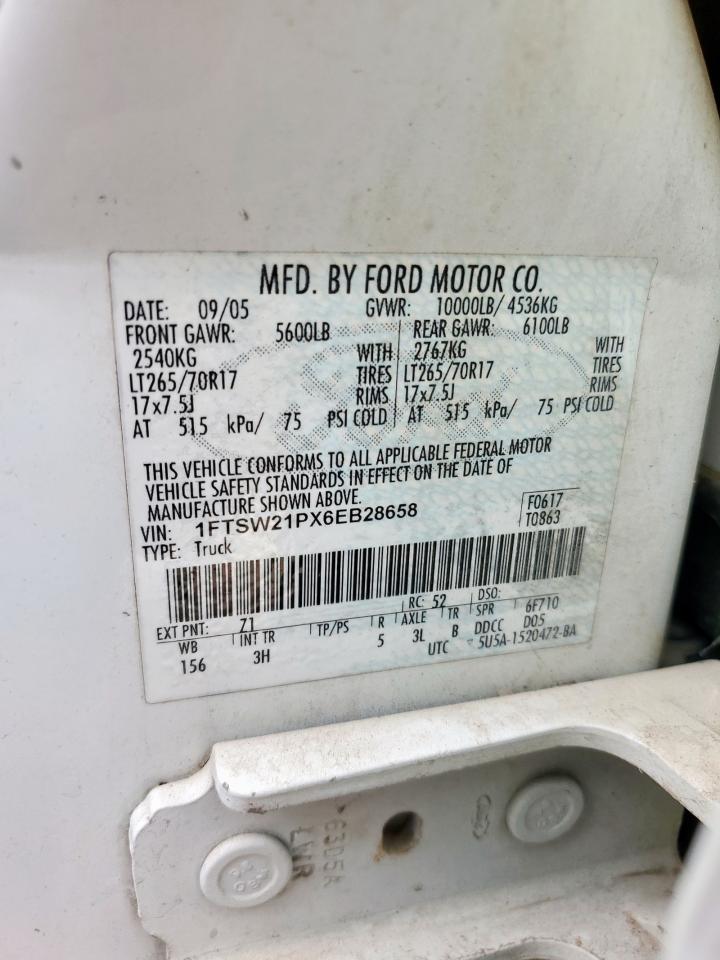 MFD. BY FORD MOTOR CO.
DATE: 09/05 GVWR: 10000LB/ 4536KG
FRONT GAWR: 5600LB REAR GAWR: 6100LB
2540KG WITH 2767KG WITH
LT265/70R17 TIRES LT265/70R17 TIRES
17x7.5J RIMS 17x7.5J RIMS
AT 515 kPa/ 75 PSI COLD AT 515 kPa/ 75 PSI COLD
THIS VEHICLE CONFORMS TO ALL APPLICABLE FEDERAL MOTOR
VEHICLE SAFETY STANDARDS IN EFFECT ON THE DATE OF
MANUFACTURE SHOWN ABOVE.
VIN: 1FTSW21PX6EB28658 F0617
TYPE: Truck T0863
EXT PNT: Z1 RC: 52 DSO:
WB INT TR TP/PS R AXLE TR SPR 6F710
156 3H 5 3L B DDCC D05
UTC 5U5A-1520472-BA
63D5A
LWR